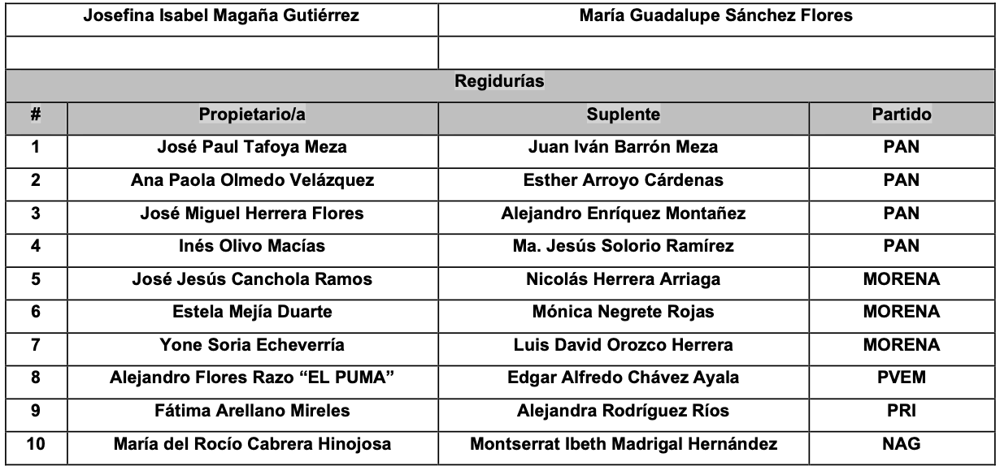 Josefina Isabel Magaña Gutiérrez María Guadalupe Sánchez Flores
Regidurías
# Propietario/a Suplente Partido
1 José Paul Tafoya Meza Juan Iván Barrón Meza PAN
2 Ana Paola Olmedo Velázquez Esther Arroyo Cárdenas PAN
3 José Miguel Herrera Flores Alejandro Enríquez Montañez PAN
4 Inés Olivo Macías Ma. Jesús Solorio Ramírez PAN
5 José Jesús Canchola Ramos Nicolás Herrera Arriaga MORENA
6 Estela Mejía Duarte Mónica Negrete Rojas MORENA
7 Yone Soria Echeverría Luis David Orozco Herrera MORENA
8 Alejandro Flores Razo “EL PUMA” Edgar Alfredo Chávez Ayala PVEM
9 Fátima Arellano Mireles Alejandra Rodríguez Ríos PRI
10 María del Rocío Cabrera Hinojosa Montserrat Ibeth Madrigal Hernández NAG